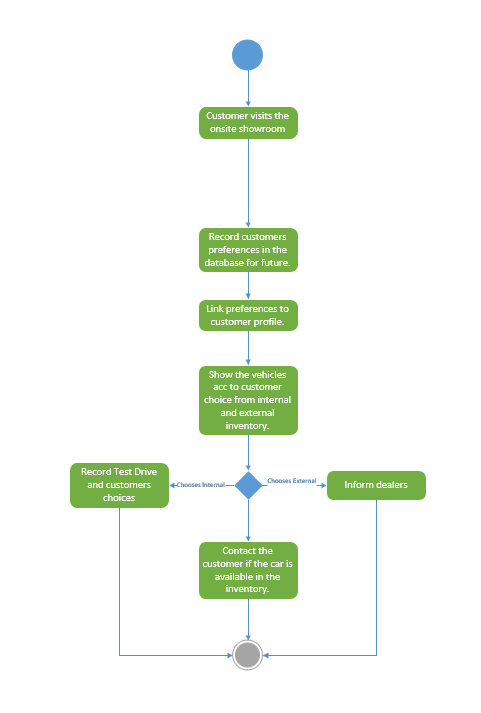 Customer visits the
onsite showroom
Record customers
preferences in the
database for future.
Link preferences to
customer profile.
Show the vehicles
acc to customer
choice from internal
and external
inventory.
Record Test Drive
and customers
choices
Chooses Internal
Chooses External
Inform dealers
Contact the
customer if the car is
available in the
inventory.